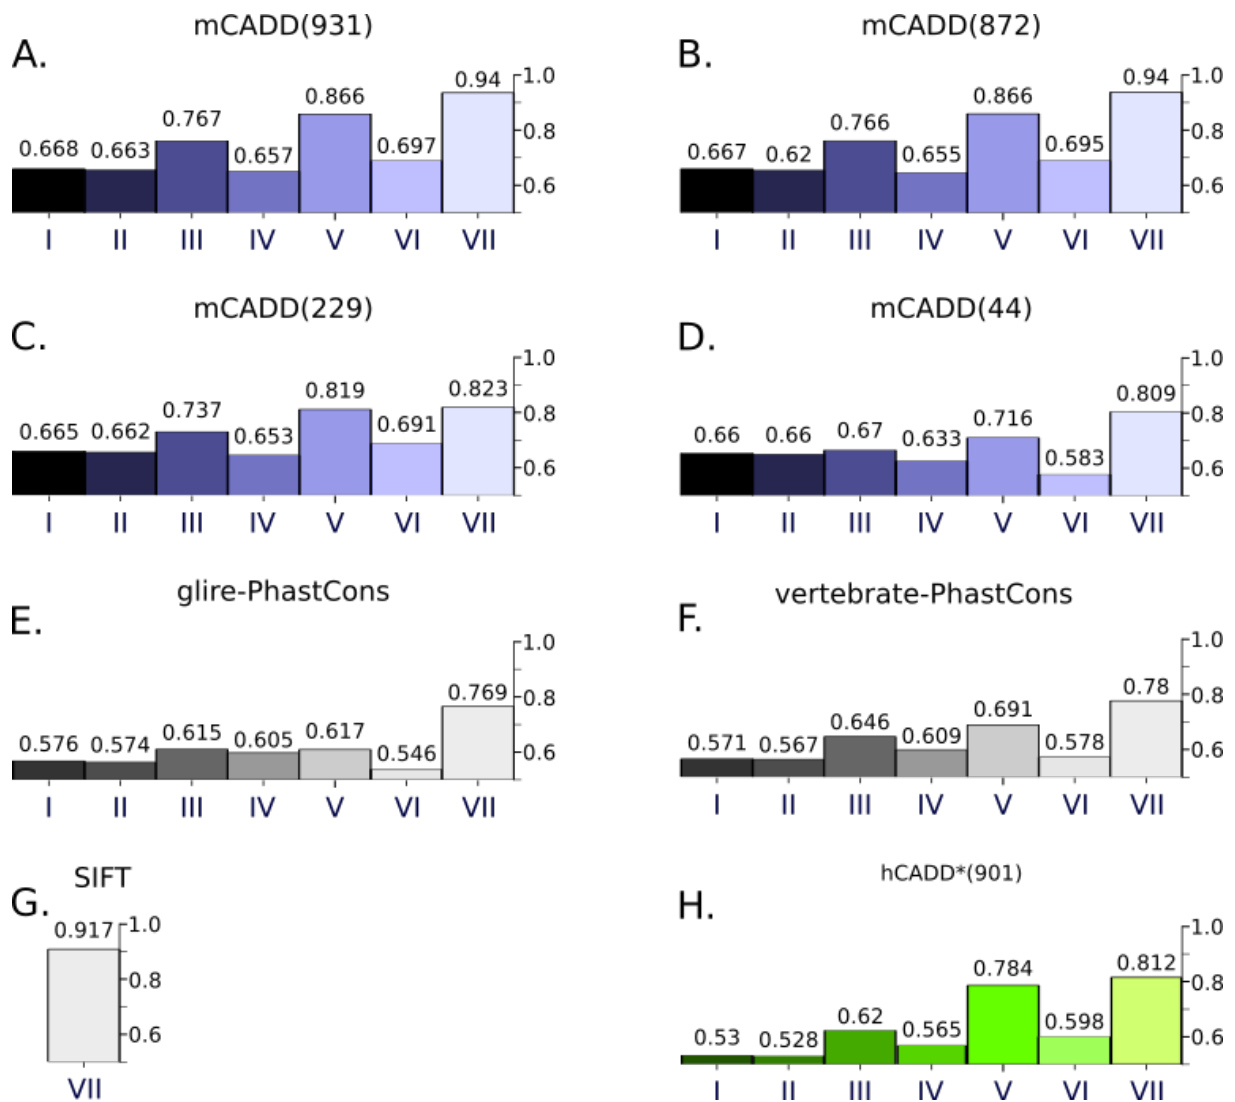 mCADD(931)
A.
0.668 0.663 0.767 0.657 0.866 0.697 0.94
1.0
0.8
0.6
I II III IV V VI VII
mCADD(872)
B.
0.667 0.62 0.766 0.655 0.866 0.695 0.94
1.0
0.8
0.6
I II III IV V VI VII
mCADD(229)
C.
0.665 0.662 0.737 0.653 0.819 0.691 0.823
1.0
0.8
0.6
I II III IV V VI VII
mCADD(44)
D.
0.66 0.66 0.67 0.633 0.716 0.583 0.809
1.0
0.8
0.6
I II III IV V VI VII
glire-PhastCons
E.
0.576 0.574 0.615 0.605 0.617 0.546 0.769
1.0
0.8
0.6
I II III IV V VI VII
vertebrate-PhastCons
F.
0.571 0.567 0.646 0.609 0.691 0.578 0.78
1.0
0.8
0.6
I II III IV V VI VII
SIFT
G.
0.917
1.0
0.8
0.6
VII
hCADD*(901)
H.
0.53 0.528 0.62 0.565 0.784 0.598 0.812
1.0
0.8
0.6
I II III IV V VI VII